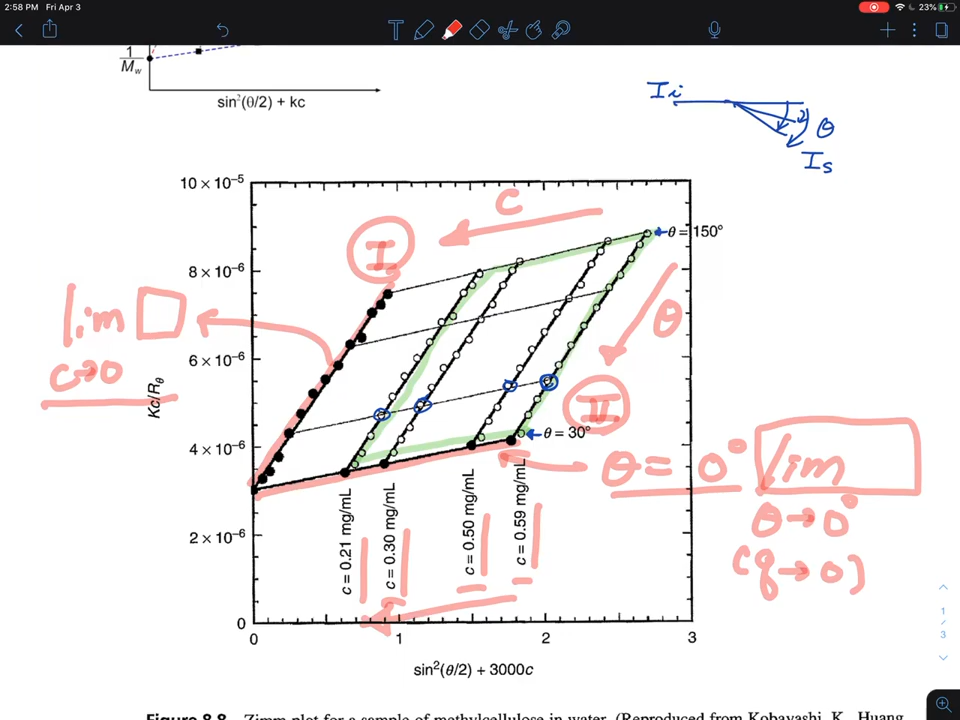 2:58 PM Fri Apr 3
23%
T
1
M_w
sin²(θ/2) + kc
I i
θ
I s
10 × 10⁻⁵
8 × 10⁻⁶
6 × 10⁻⁶
4 × 10⁻⁶
2 × 10⁻⁶
0
Kc/R_θ
C
I
θ = 150°
θ
lim
c→0
II
θ = 30°
θ = 0° lim
θ → 0°
(q → 0)
c = 0.21 mg/mL
c = 0.30 mg/mL
c = 0.50 mg/mL
c = 0.59 mg/mL
0 1 2 3
sin²(θ/2) + 3000c
1
/
3
Figure 8.8 Zimm plot for a sample of methylcellulose in water. (Reproduced from Kobayashi, K., Huang,